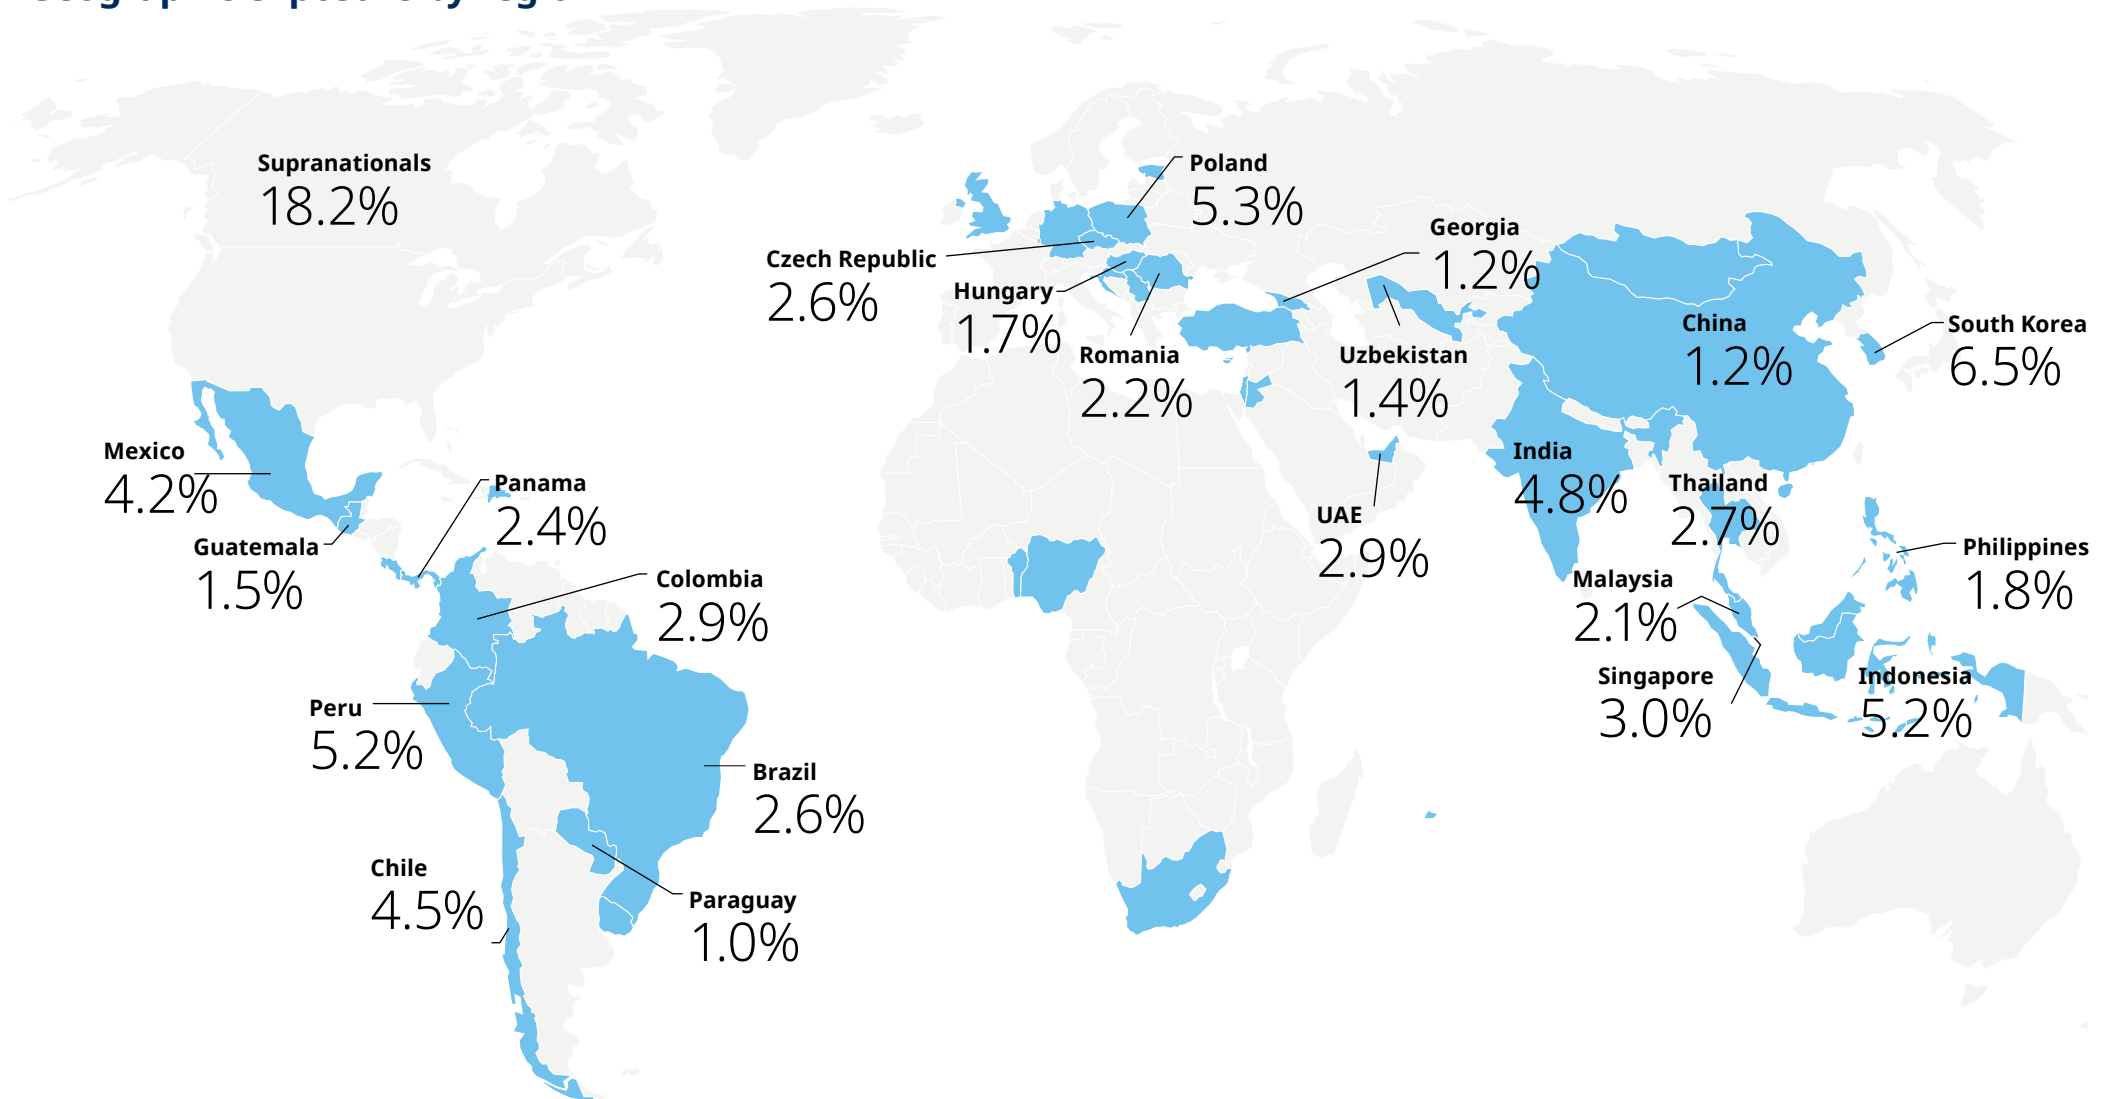 Supranationals
18.2%
Poland
5.3%
Georgia
1.2%
Czech Republic
2.6%
Hungary
1.7%
Romania
2.2%
Uzbekistan
1.4%
China
1.2%
South Korea
6.5%
Mexico
4.2%
Panama
2.4%
India
4.8%
Thailand
2.7%
UAE
2.9%
Guatemala
1.5%
Colombia
2.9%
Malaysia
2.1%
Philippines
1.8%
Singapore
3.0%
Indonesia
5.2%
Peru
5.2%
Brazil
2.6%
Chile
4.5%
Paraguay
1.0%